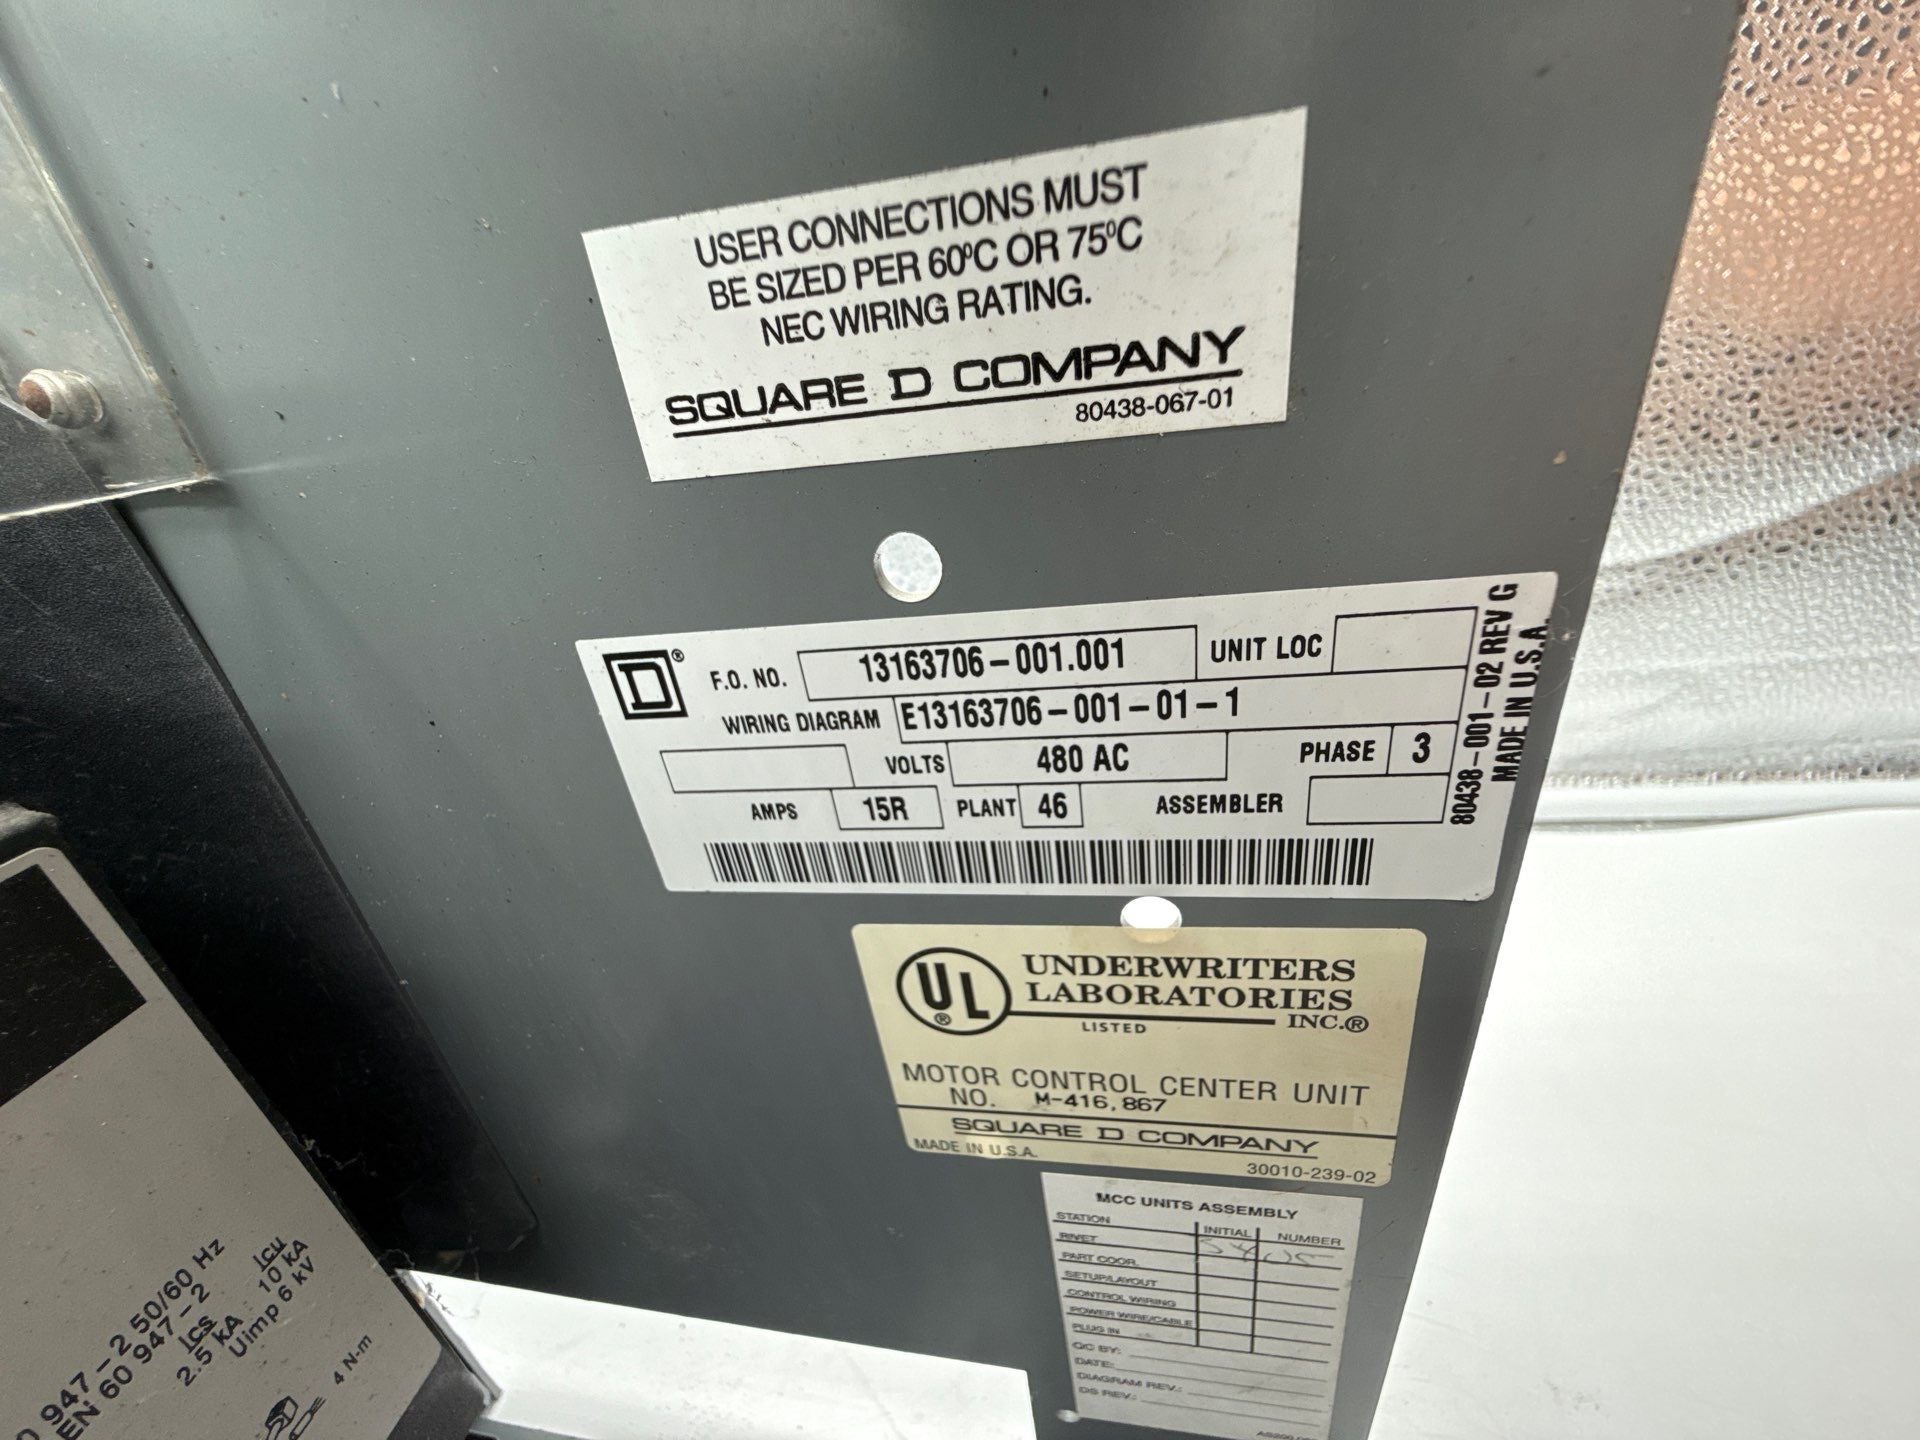 USER CONNECTIONS MUST
BE SIZED PER 60°C OR 75°C
NEC WIRING RATING.
SQUARE D COMPANY
80438-067-01
D®
F.O. NO. 13163706-001.001 UNIT LOC
WIRING DIAGRAM E13163706-001-01-1
VOLTS 480 AC PHASE 3
AMPS 15R PLANT 46 ASSEMBLER
80438-001-02 REV G
MADE IN U.S.A.
UL ®
UNDERWRITERS
LABORATORIES
INC.®
LISTED
MOTOR CONTROL CENTER UNIT
NO. M-416,867
SQUARE D COMPANY
MADE IN U.S.A.
30010-239-02
MCC UNITS ASSEMBLY
STATION INITIAL NUMBER
RIVET
PART COOR.
SETUP/LAYOUT
CONTROL WIRING
POWER WIRE/CABLE
PLUG IN
QC BY:
DATE:
DIAGRAM REV.:
DS REV.:
947-2 50/60 Hz
EN 60 947-2
Ics Icu
2.5 kA 10 kA
Uimp 6 kV
4 N-m